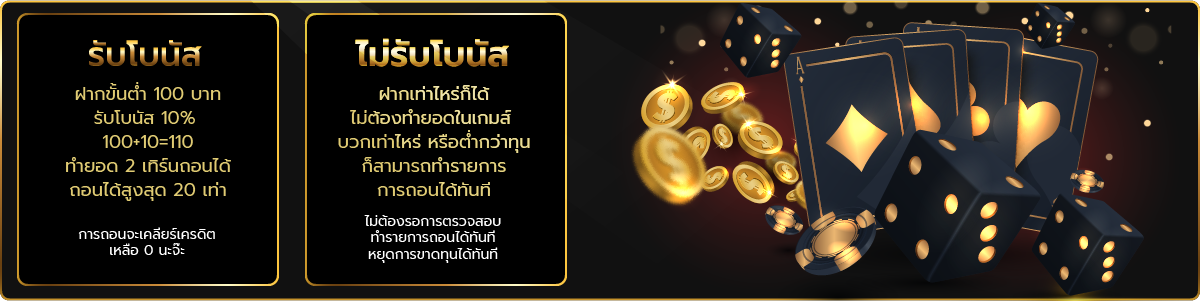 รับโบนัส
ฝากขั้นต่ำ 100 บาท
รับโบนัส 10%
100+10=110
ทำยอด 2 เทิร์นถอนได้
ถอนได้สูงสุด 20 เท่า
การถอนจะเคลียร์เครดิต
เหลือ 0 นะจ๊ะ
ไม่รับโบนัส
ฝากเท่าไหร่ก็ได้
ไม่ต้องทำยอดในเกมส์
บวกเท่าไหร่ หรือต่ำกว่าทุน
ก็สามารถทำรายการ
การถอนได้ทันที
ไม่ต้องรอการตรวจสอบ
ทำรายการถอนได้ทันที
หยุดการขาดทุนได้ทันที
A